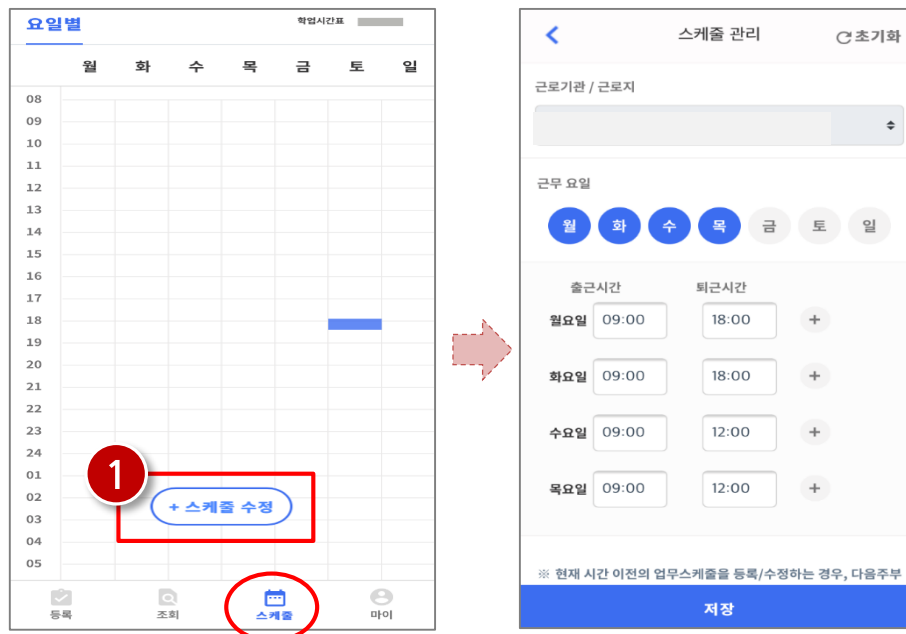 요일별
학업시간표
월 화 수 목 금 토 일
08
09
10
11
12
13
14
15
16
17
18
19
20
21
22
23
24
01
02
03
04
05
1
+ 스케줄 수정
등록 조회 스케줄 마이
스케줄 관리
초기화
근로기관 / 근로지
근무 요일
월 화 수 목 금 토 일
출근시간 퇴근시간
월요일 09:00 18:00 +
화요일 09:00 18:00 +
수요일 09:00 12:00 +
목요일 09:00 12:00 +
※ 현재 시간 이전의 업무스케줄을 등록/수정하는 경우, 다음주부
저장